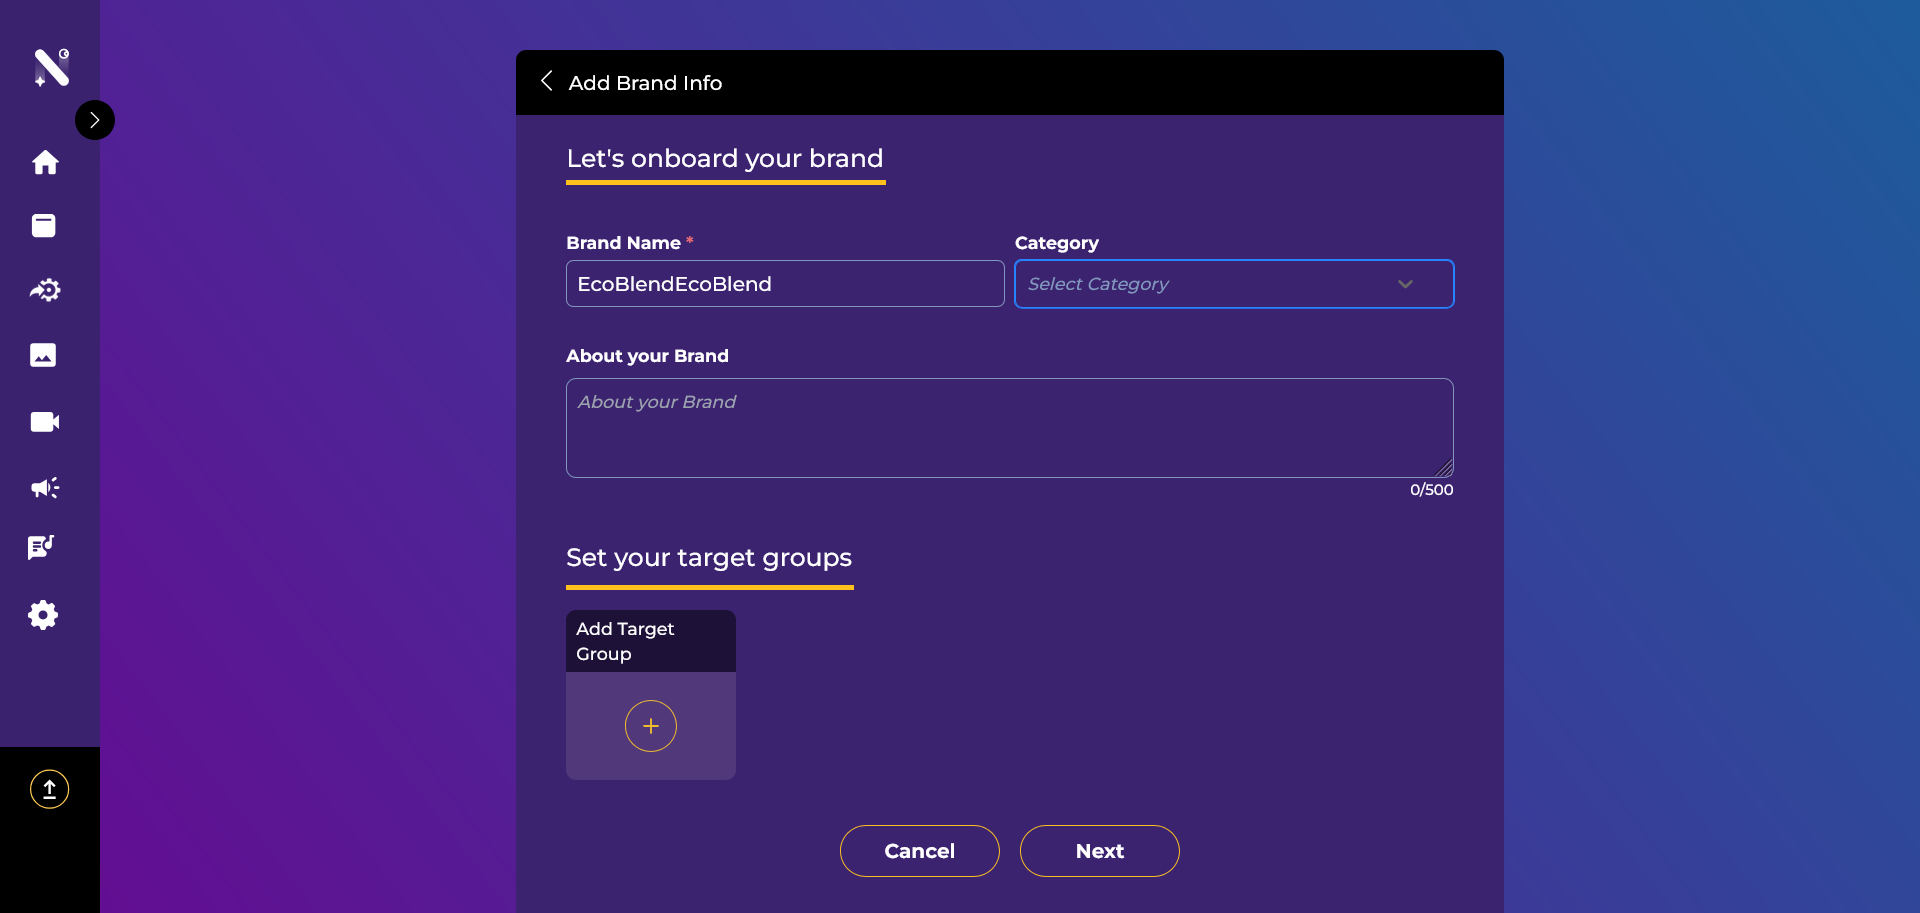 Add Brand Info
Let's onboard your brand
Brand Name *
Category
EcoBlendEcoBlend
Select Category
About your Brand
About your Brand
0/500
Set your target groups
Add Target
Group
Cancel
Next